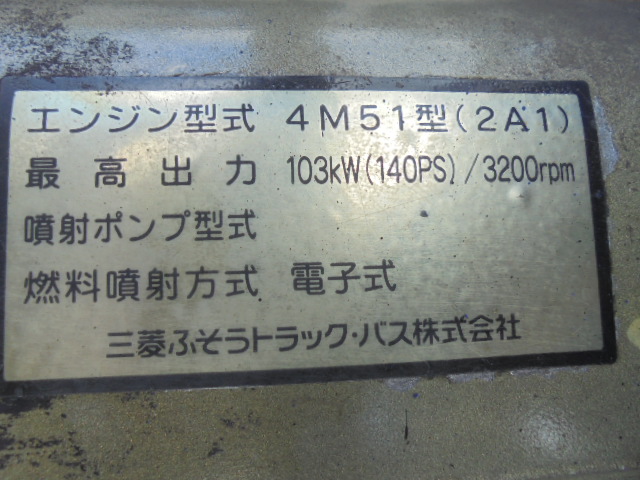 エンジン型式 4M51型(2A1)
最高出力 103kW(140PS)/3200rpm
噴射ポンプ型式
燃料噴射方式 電子式
三菱ふそうトラック・バス株式会社